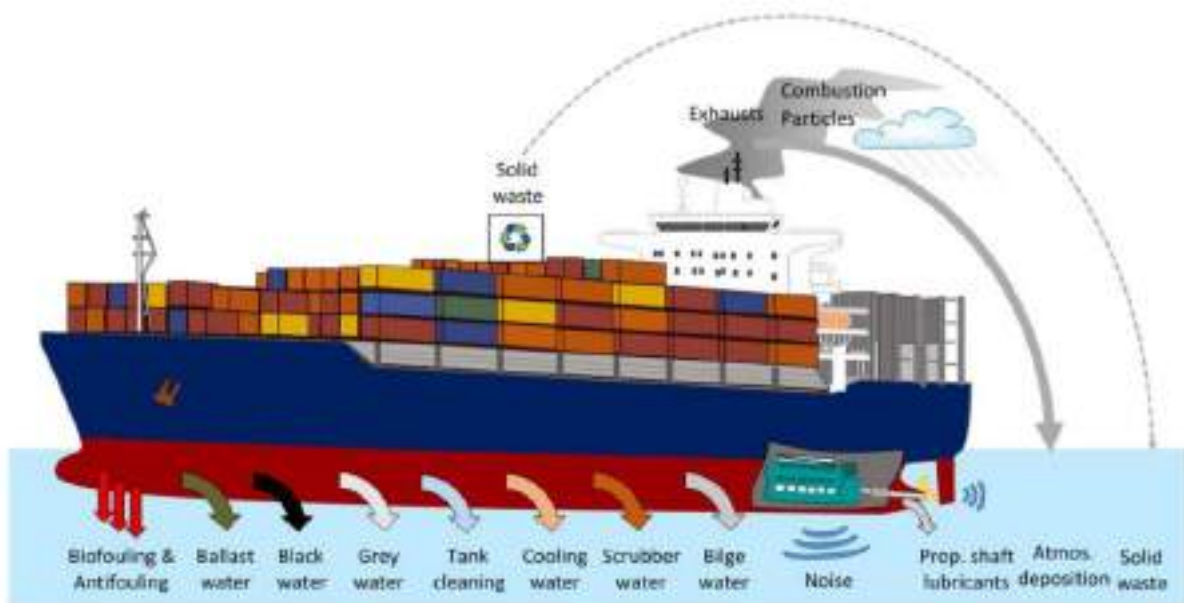 Combustion
Exhausts Particles
Solid
waste
Biofouling &
Antifouling
Ballast
water
Black
water
Grey
water
Tank
cleaning
Cooling
water
Scrubber
water
Bilge
water
Noise
Prop. shaft
lubricants
Atmos.
deposition
Solid
waste